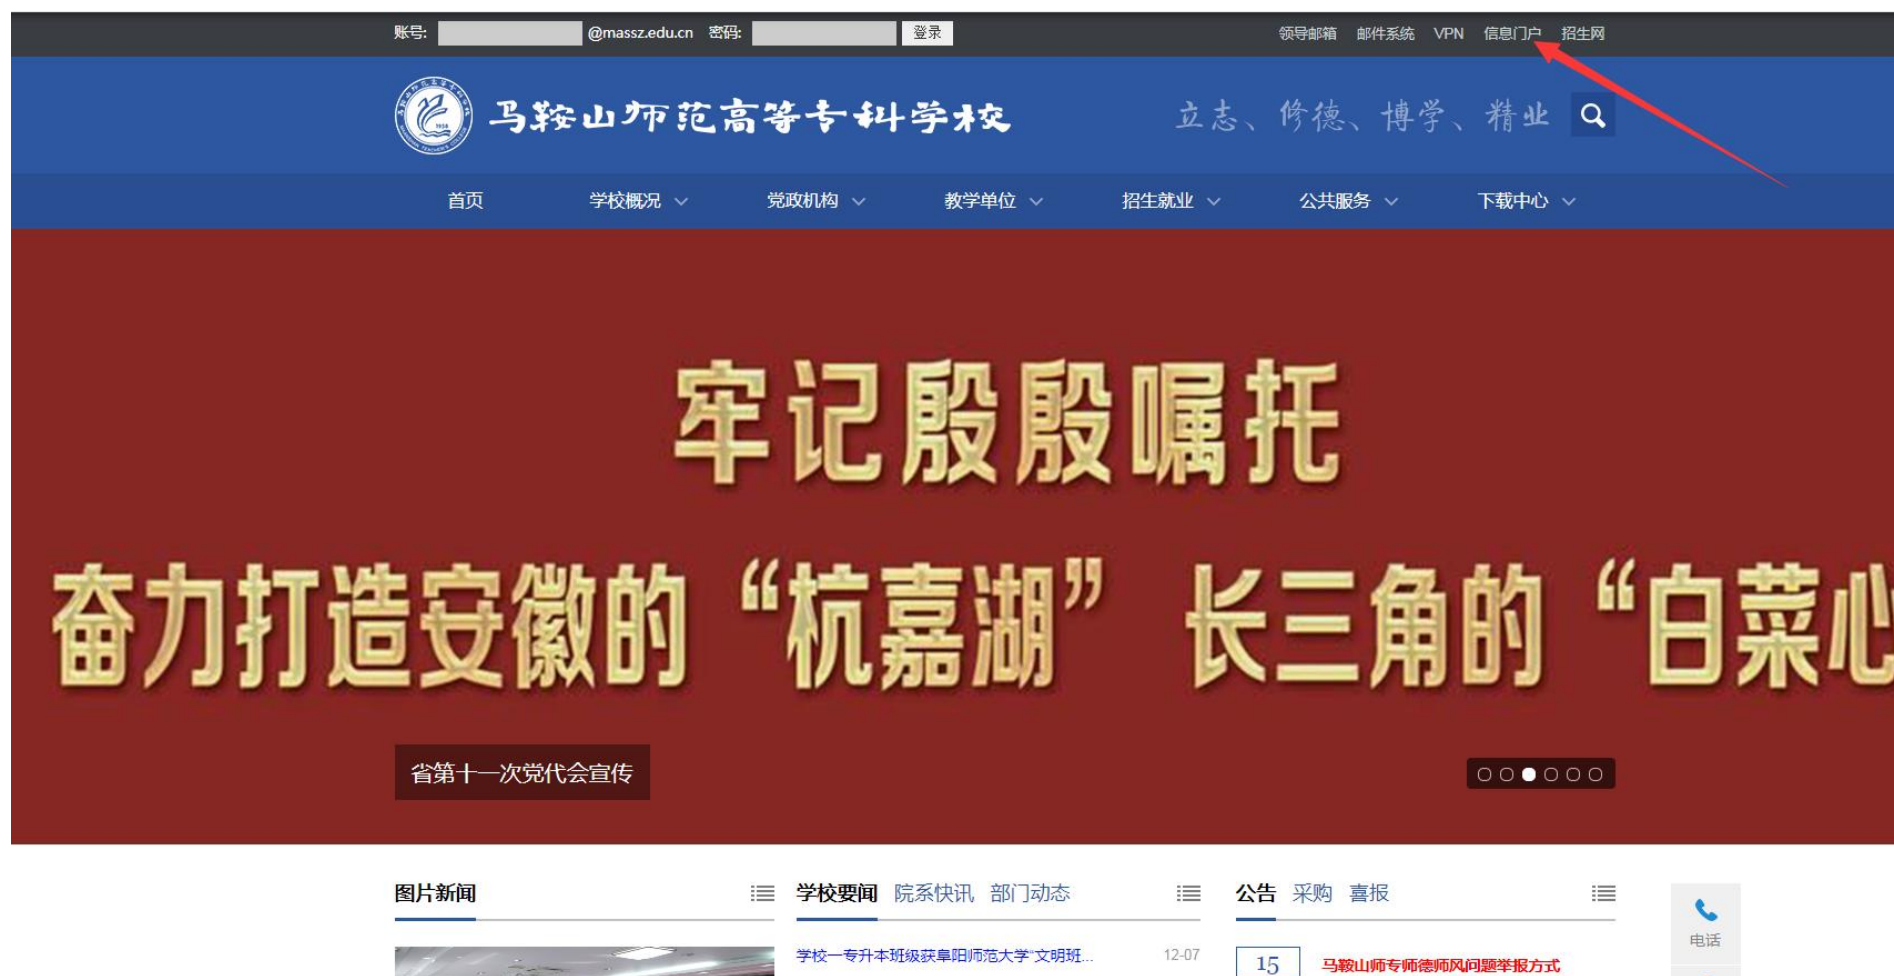 账号: @massz.edu.cn 密码: 登录 领导邮箱 邮件系统 VPN 信息门户 招生网
马鞍山师范高等专科学校 立志、修德、博学、精业
1938
首页 学校概况 党政机构 教学单位 招生就业 公共服务 下载中心
牢记殷殷嘱托
奋力打造安徽的“杭嘉湖” 长三角的“白菜心
省第十一次党代会宣传
图片新闻 学校要闻 院系快讯 部门动态 公告 采购 喜报
电话
学校一专升本班级获阜阳师范大学“文明班... 12-07
15 马鞍山师专师德师风问题举报方式